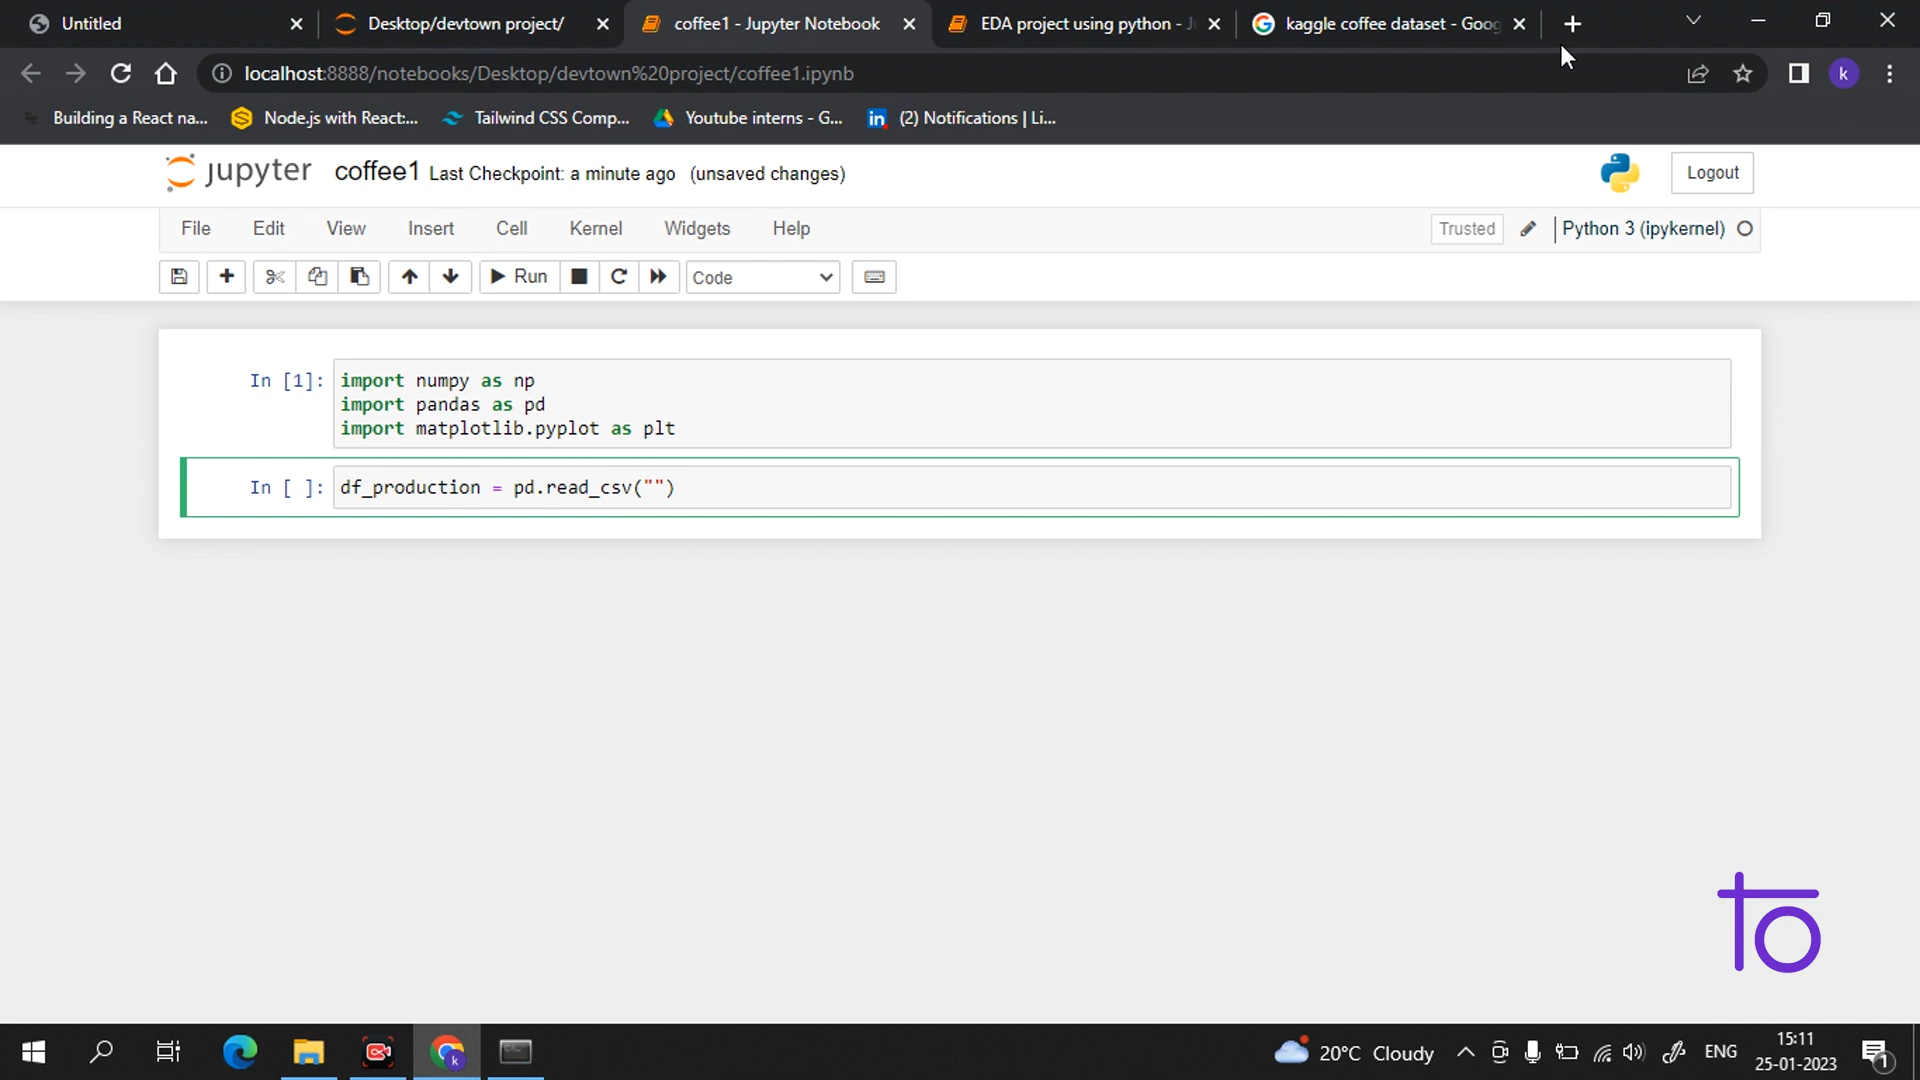 Untitled
Desktop/devtown project/
coffee1 - Jupyter Notebook
EDA project using python - J
kaggle coffee dataset - Goog
localhost:8888/notebooks/Desktop/devtown%20project/coffee1.ipynb
k
Building a React na...
Node.js with React:...
Tailwind CSS Comp...
Youtube interns - G...
(2) Notifications | Li...
jupyter coffee1 Last Checkpoint: a minute ago (unsaved changes)
Logout
File Edit View Insert Cell Kernel Widgets Help
Trusted
Python 3 (ipykernel)
Run
Code
In [1]: import numpy as np
import pandas as pd
import matplotlib.pyplot as plt
In [ ]: df_production = pd.read_csv("")
20°C Cloudy
ENG
15:11
25-01-2023
1